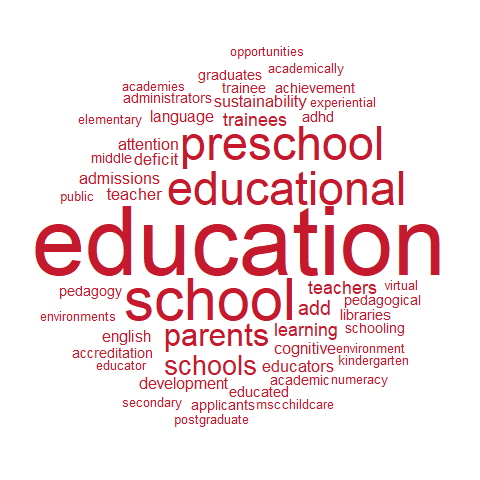 opportunities
graduates academically
academies trainee achievement
administrators sustainability experiential
elementary language trainees adhd
attention preschool
middle deficit
admissions educational
public teacher
education
pedagogy school teachers virtual
add pedagogical
environments libraries
english parents learning schooling
accreditation cognitive environment
educator schools educators kindergarten
development academic numeracy
educated
secondary applicants msc childcare
postgraduate